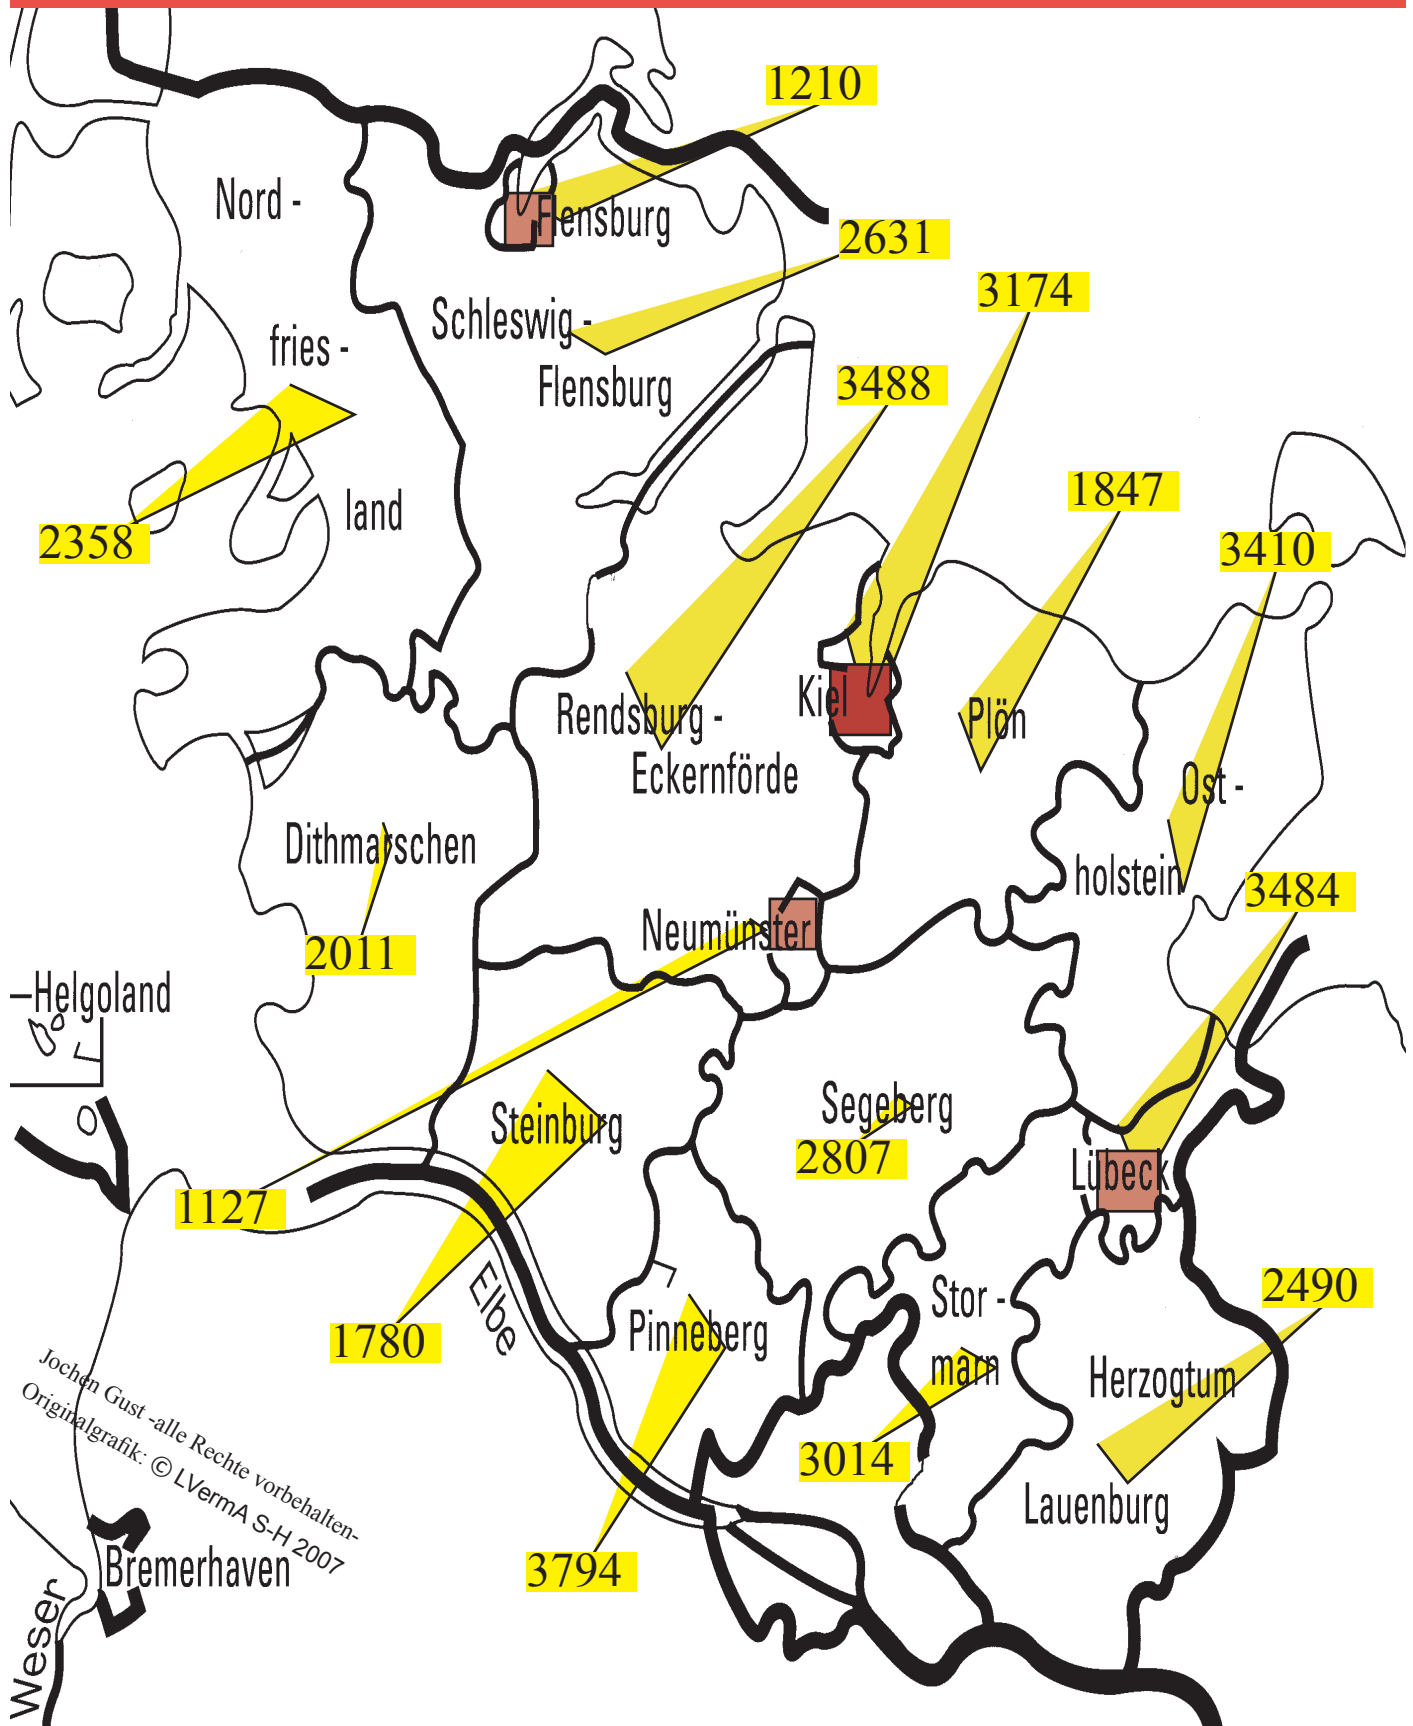 1210
Nord -
Flensburg
2631
3174
Schleswig -
fries -
Flensburg
3488
1847
land
2358
3410
Kiel
Rendsburg -
Plön
Eckernförde
Ost -
Dithmarschen
holstein
3484
Neumünster
2011
–Helgoland
Segeberg
Steinburg
2807
Lübeck
1127
Elbe
Stor -
2490
1780
Pinneberg
marn
Herzogtum
3014
Lauenburg
3794
Jochen Gust -alle Rechte vorbehalten-
Originalgrafik: © LVermA S-H 2007
Bremerhaven
Weser